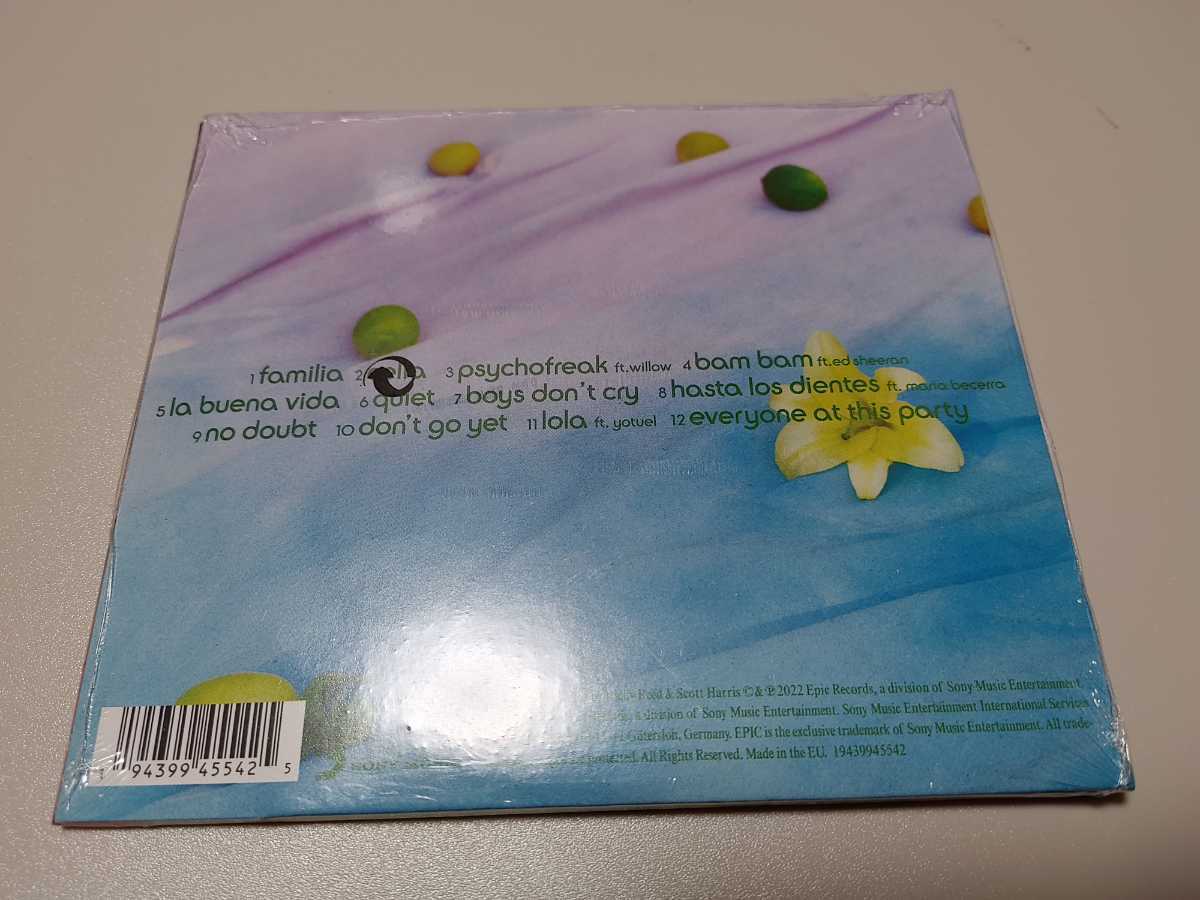 1 familia 2 celia 3 psychofreak ft.willow 4 bam bam ft.ed sheeran
5 la buena vida 6 quiet 7 boys don't cry 8 hasta los dientes ft. maria becerra
9 no doubt 10 don't go yet 11 lola ft. yotuel 12 everyone at this party
Reed & Scott Harris © & ℗ 2022 Epic Records, a division of Sony Music Entertainment.
a division of Sony Music Entertainment. Sony Music Entertainment International Services
Gütersloh, Germany. EPIC is the exclusive trademark of Sony Music Entertainment. All trade-
protected. All Rights Reserved. Made in the EU. 19439945542
1 94399 45542 5